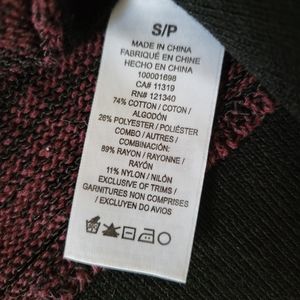 S/P
MADE IN CHINA
FABRIQUÉ EN CHINE
HECHO EN CHINA
100001698
CA# 11319
RN# 121340
74% COTTON / COTON /
ALGODÓN
26% POLYESTER / POLIÉSTER
COMBO / AUTRES /
COMBINACIÓN:
89% RAYON / RAYONNE /
RAYÓN
11% NYLON / NILÓN
EXCLUSIVE OF TRIMS /
GARNITURES NON COMPRISES
/ EXCLUYEN DO AVIOS